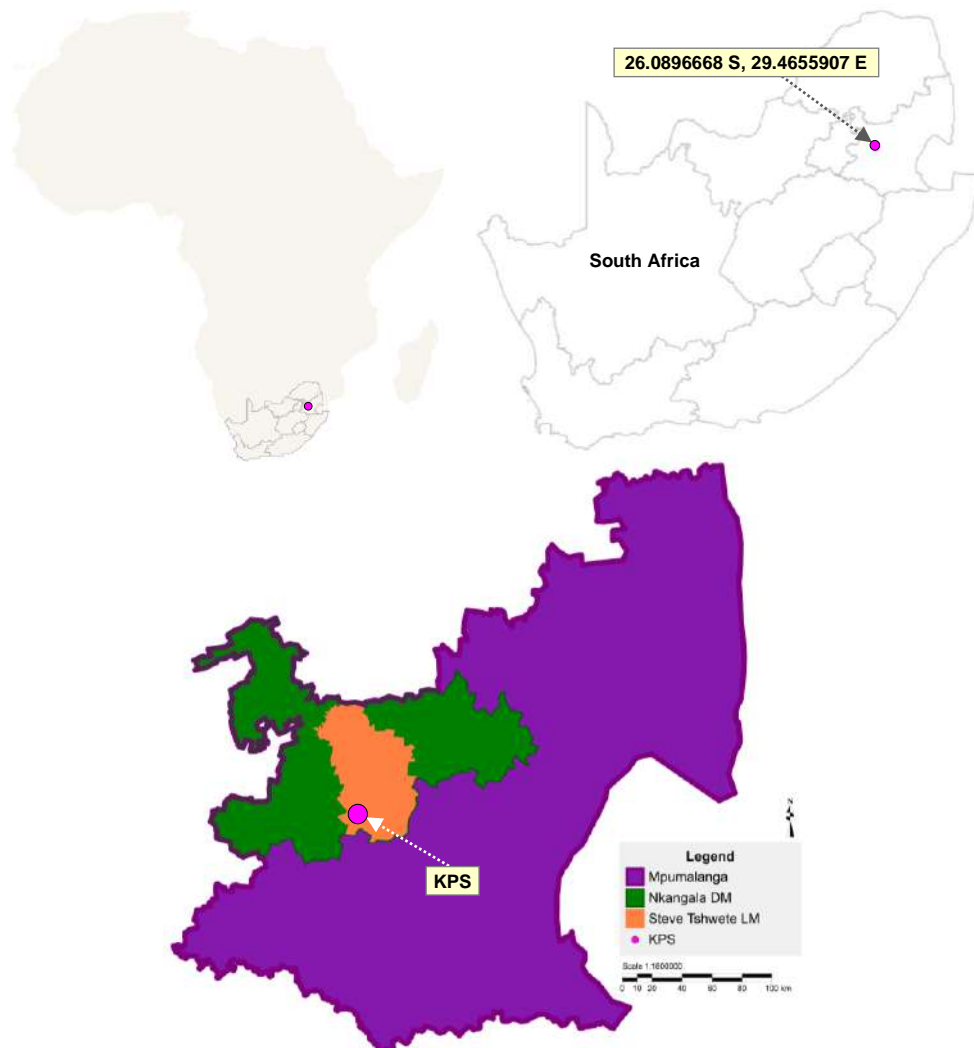 26.0896668 S, 29.4655907 E
South Africa
KPS
N
Legend
Mpumalanga
Nkangala DM
Steve Tshwete LM
KPS
Scale 1:1600000
0 10 20 40 60 80 100 km